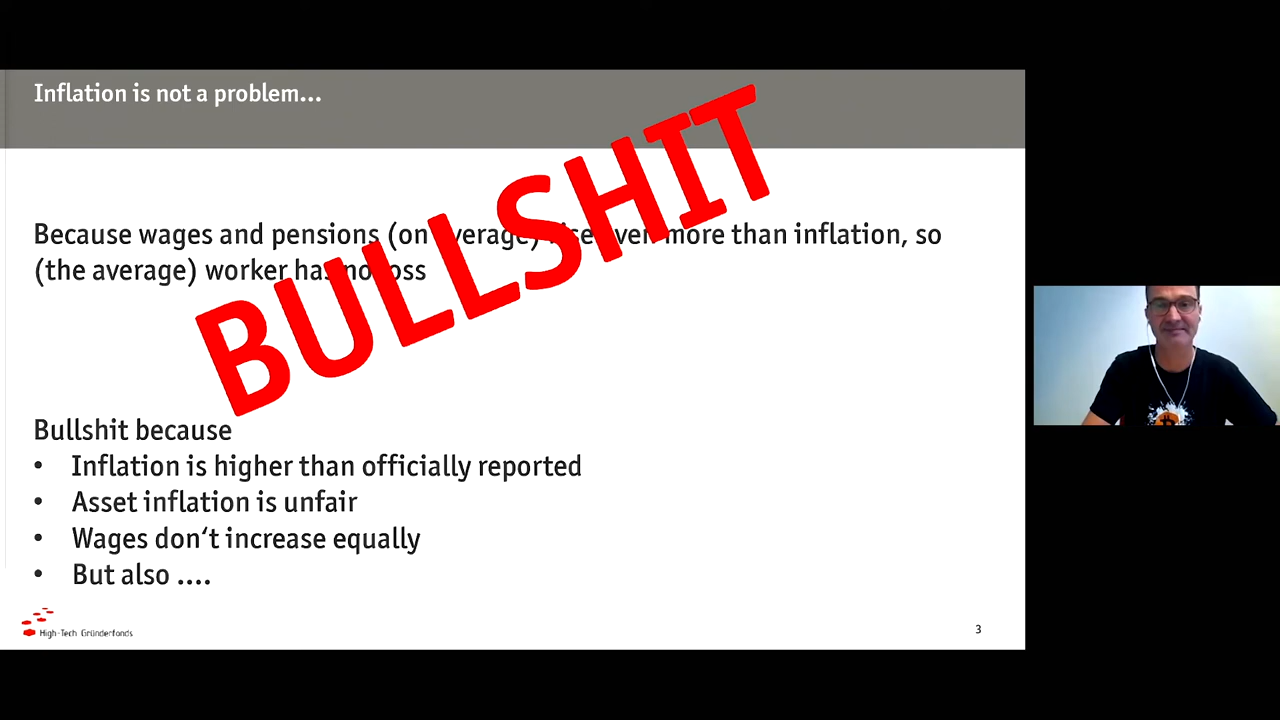 Inflation is not a problem...
BULLSHIT
Because wages and pensions (on average) rise even more than inflation, so
(the average) worker has no loss
Bullshit because
• Inflation is higher than officially reported
• Asset inflation is unfair
• Wages don‘t increase equally
• But also ....
High-Tech Gründerfonds
3